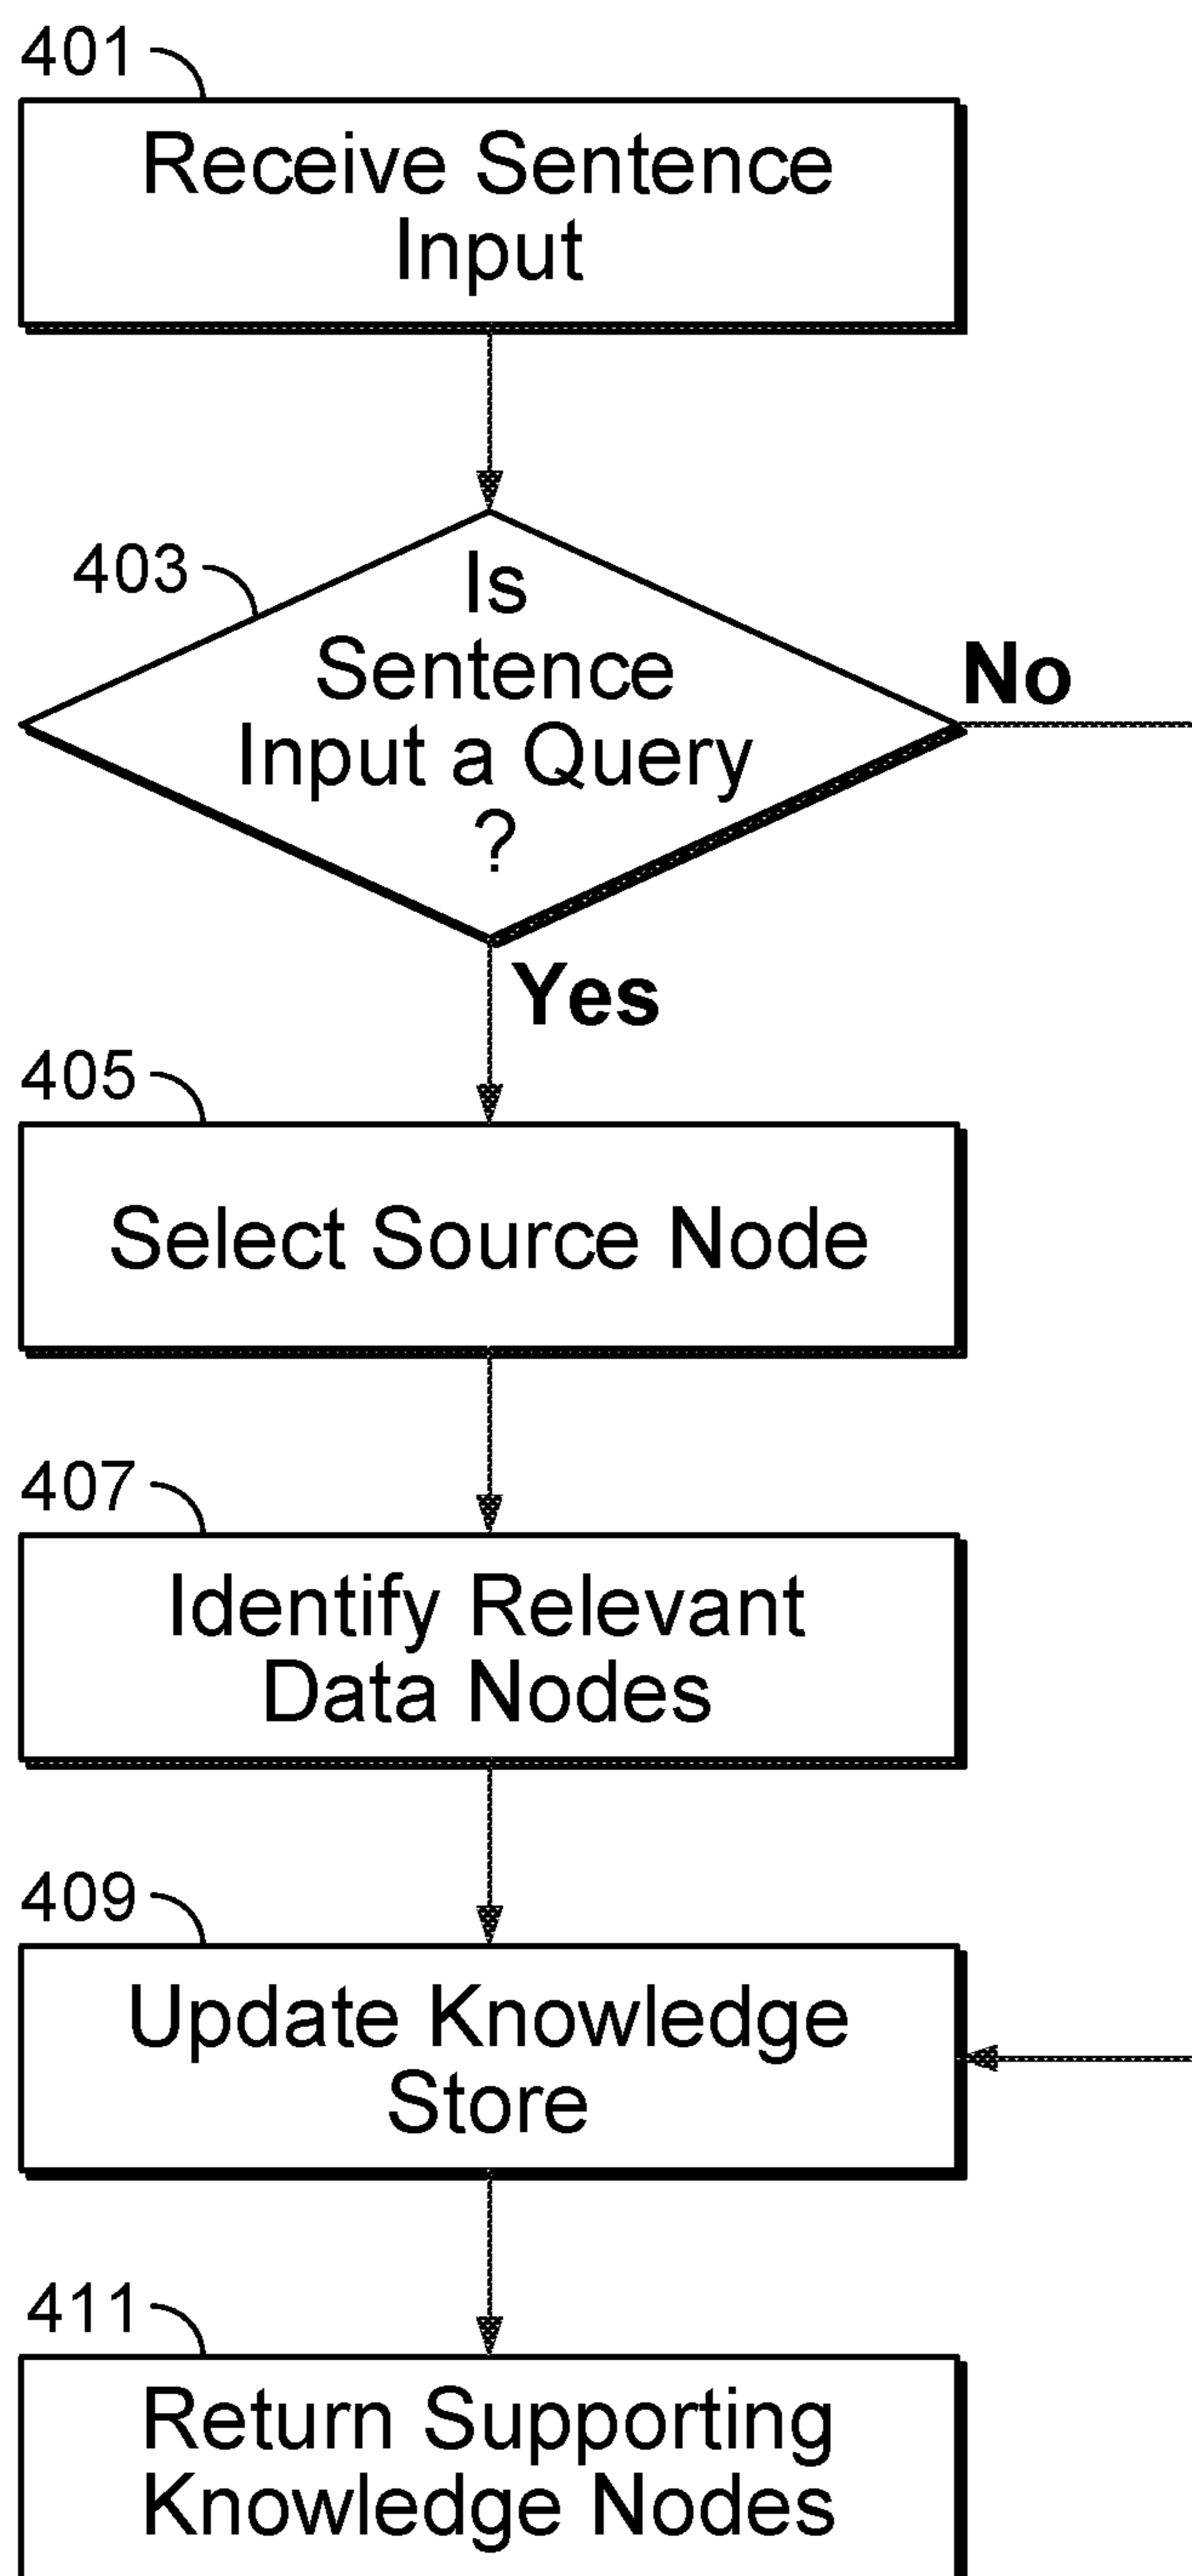 401
Receive Sentence
Input
403
Is
Sentence
Input a Query
?
No
Yes
405
Select Source Node
407
Identify Relevant
Data Nodes
409
Update Knowledge
Store
411
Return Supporting
Knowledge Nodes